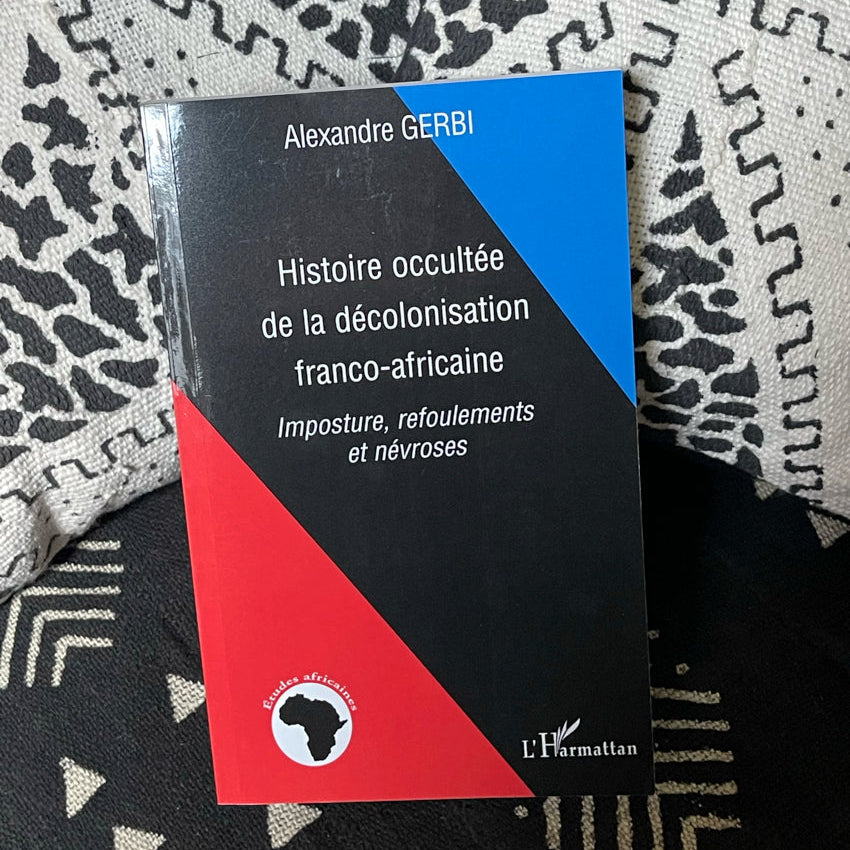 Alexandre GERBI
Histoire occultée
de la décolonisation
franco-africaine
Imposture, refoulements
et névroses
Études africaines
L'Harmattan